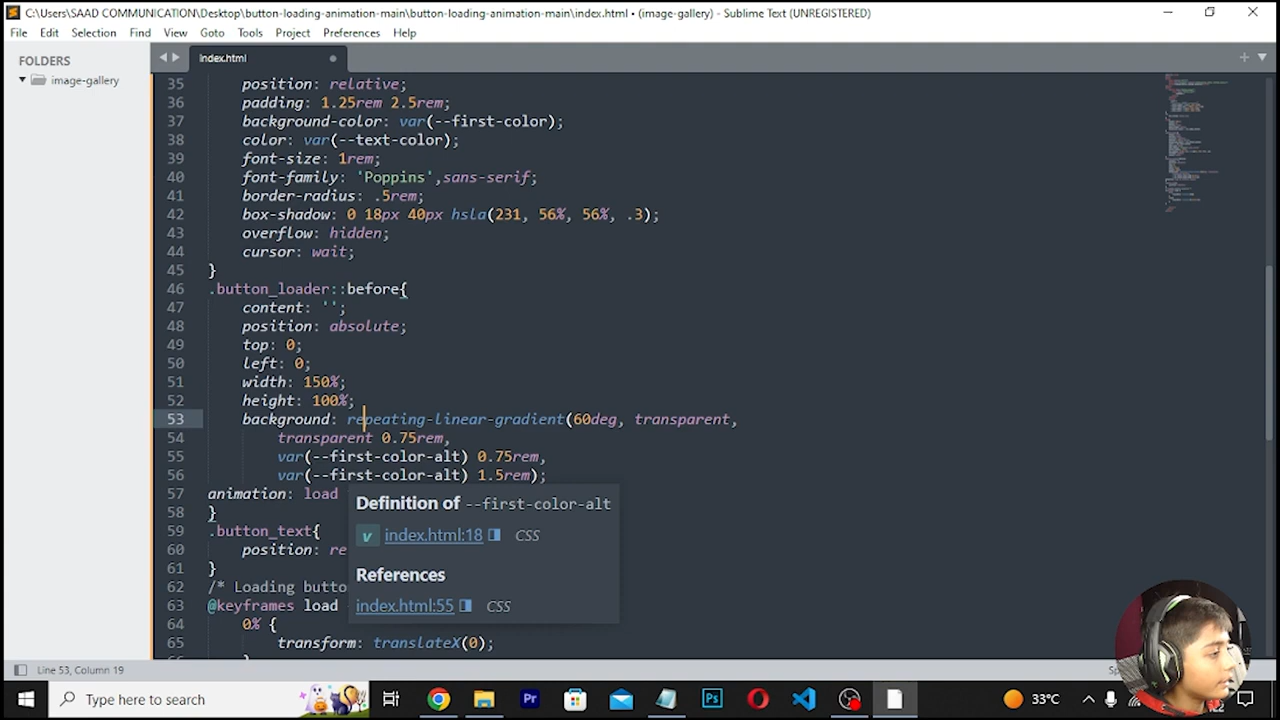 C:\Users\SAAD COMMUNICATION\Desktop\button-loading-animation-main\button-loading-animation-main\index.html • (image-gallery) - Sublime Text (UNREGISTERED)
File Edit Selection Find View Goto Tools Project Preferences Help
FOLDERS
image-gallery
index.html
35 position: relative;
36 padding: 1.25rem 2.5rem;
37 background-color: var(--first-color);
38 color: var(--text-color);
39 font-size: 1rem;
40 font-family: 'Poppins',sans-serif;
41 border-radius: .5rem;
42 box-shadow: 0 18px 40px hsla(231, 56%, 56%, .3);
43 overflow: hidden;
44 cursor: wait;
45 }
46 .button_loader::before{
47 content: '';
48 position: absolute;
49 top: 0;
50 left: 0;
51 width: 150%;
52 height: 100%;
53 background: repeating-linear-gradient(60deg, transparent,
54 transparent 0.75rem,
55 var(--first-color-alt) 0.75rem,
56 var(--first-color-alt) 1.5rem);
57 animation: load
58 }
59 .button_text{
60 position: re
61 }
62 /* Loading butto
63 @keyframes load
64 0% {
65 transform: translateX(0);
Definition of --first-color-alt
v index.html:18 CSS
References
index.html:55 CSS
Line 53, Column 19
Type here to search
33°C